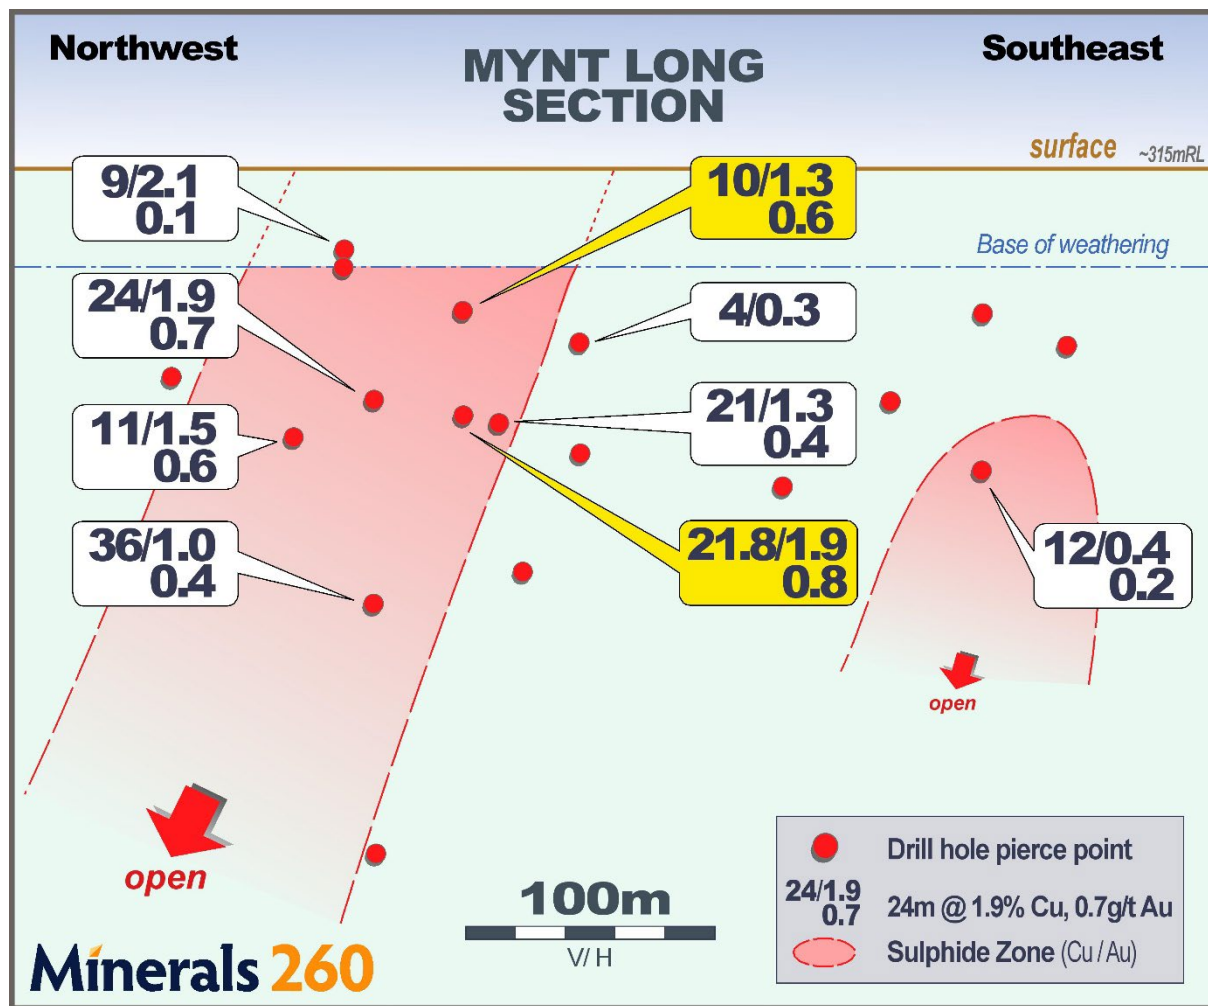 Northwest
MYNT LONG
SECTION
Southeast
surface ~315mRL
9/2.1
0.1
10/1.3
0.6
Base of weathering
24/1.9
0.7
4/0.3
11/1.5
0.6
21/1.3
0.4
36/1.0
0.4
21.8/1.9
0.8
12/0.4
0.2
open
open
100m
V/H
Drill hole pierce point
24/1.9
0.7
24m @ 1.9% Cu, 0.7g/t Au
Sulphide Zone (Cu / Au)
Minerals 260